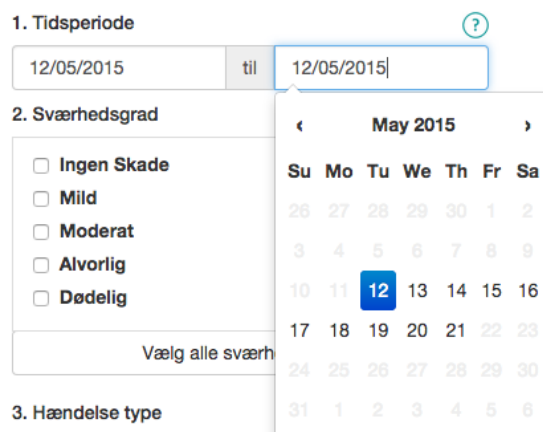 1. Tidsperiode ?
12/05/2015 til 12/05/2015
2. Sværhedsgrad
Ingen Skade
Mild
Moderat
Alvorlig
Dødelig
Vælg alle sværh
3. Hændelse type
‹ May 2015 ›
Su Mo Tu We Th Fr Sa
26 27 28 29 30 1 2
3 4 5 6 7 8 9
10 11 12 13 14 15 16
17 18 19 20 21 22 23
24 25 26 27 28 29 30
31 1 2 3 4 5 6